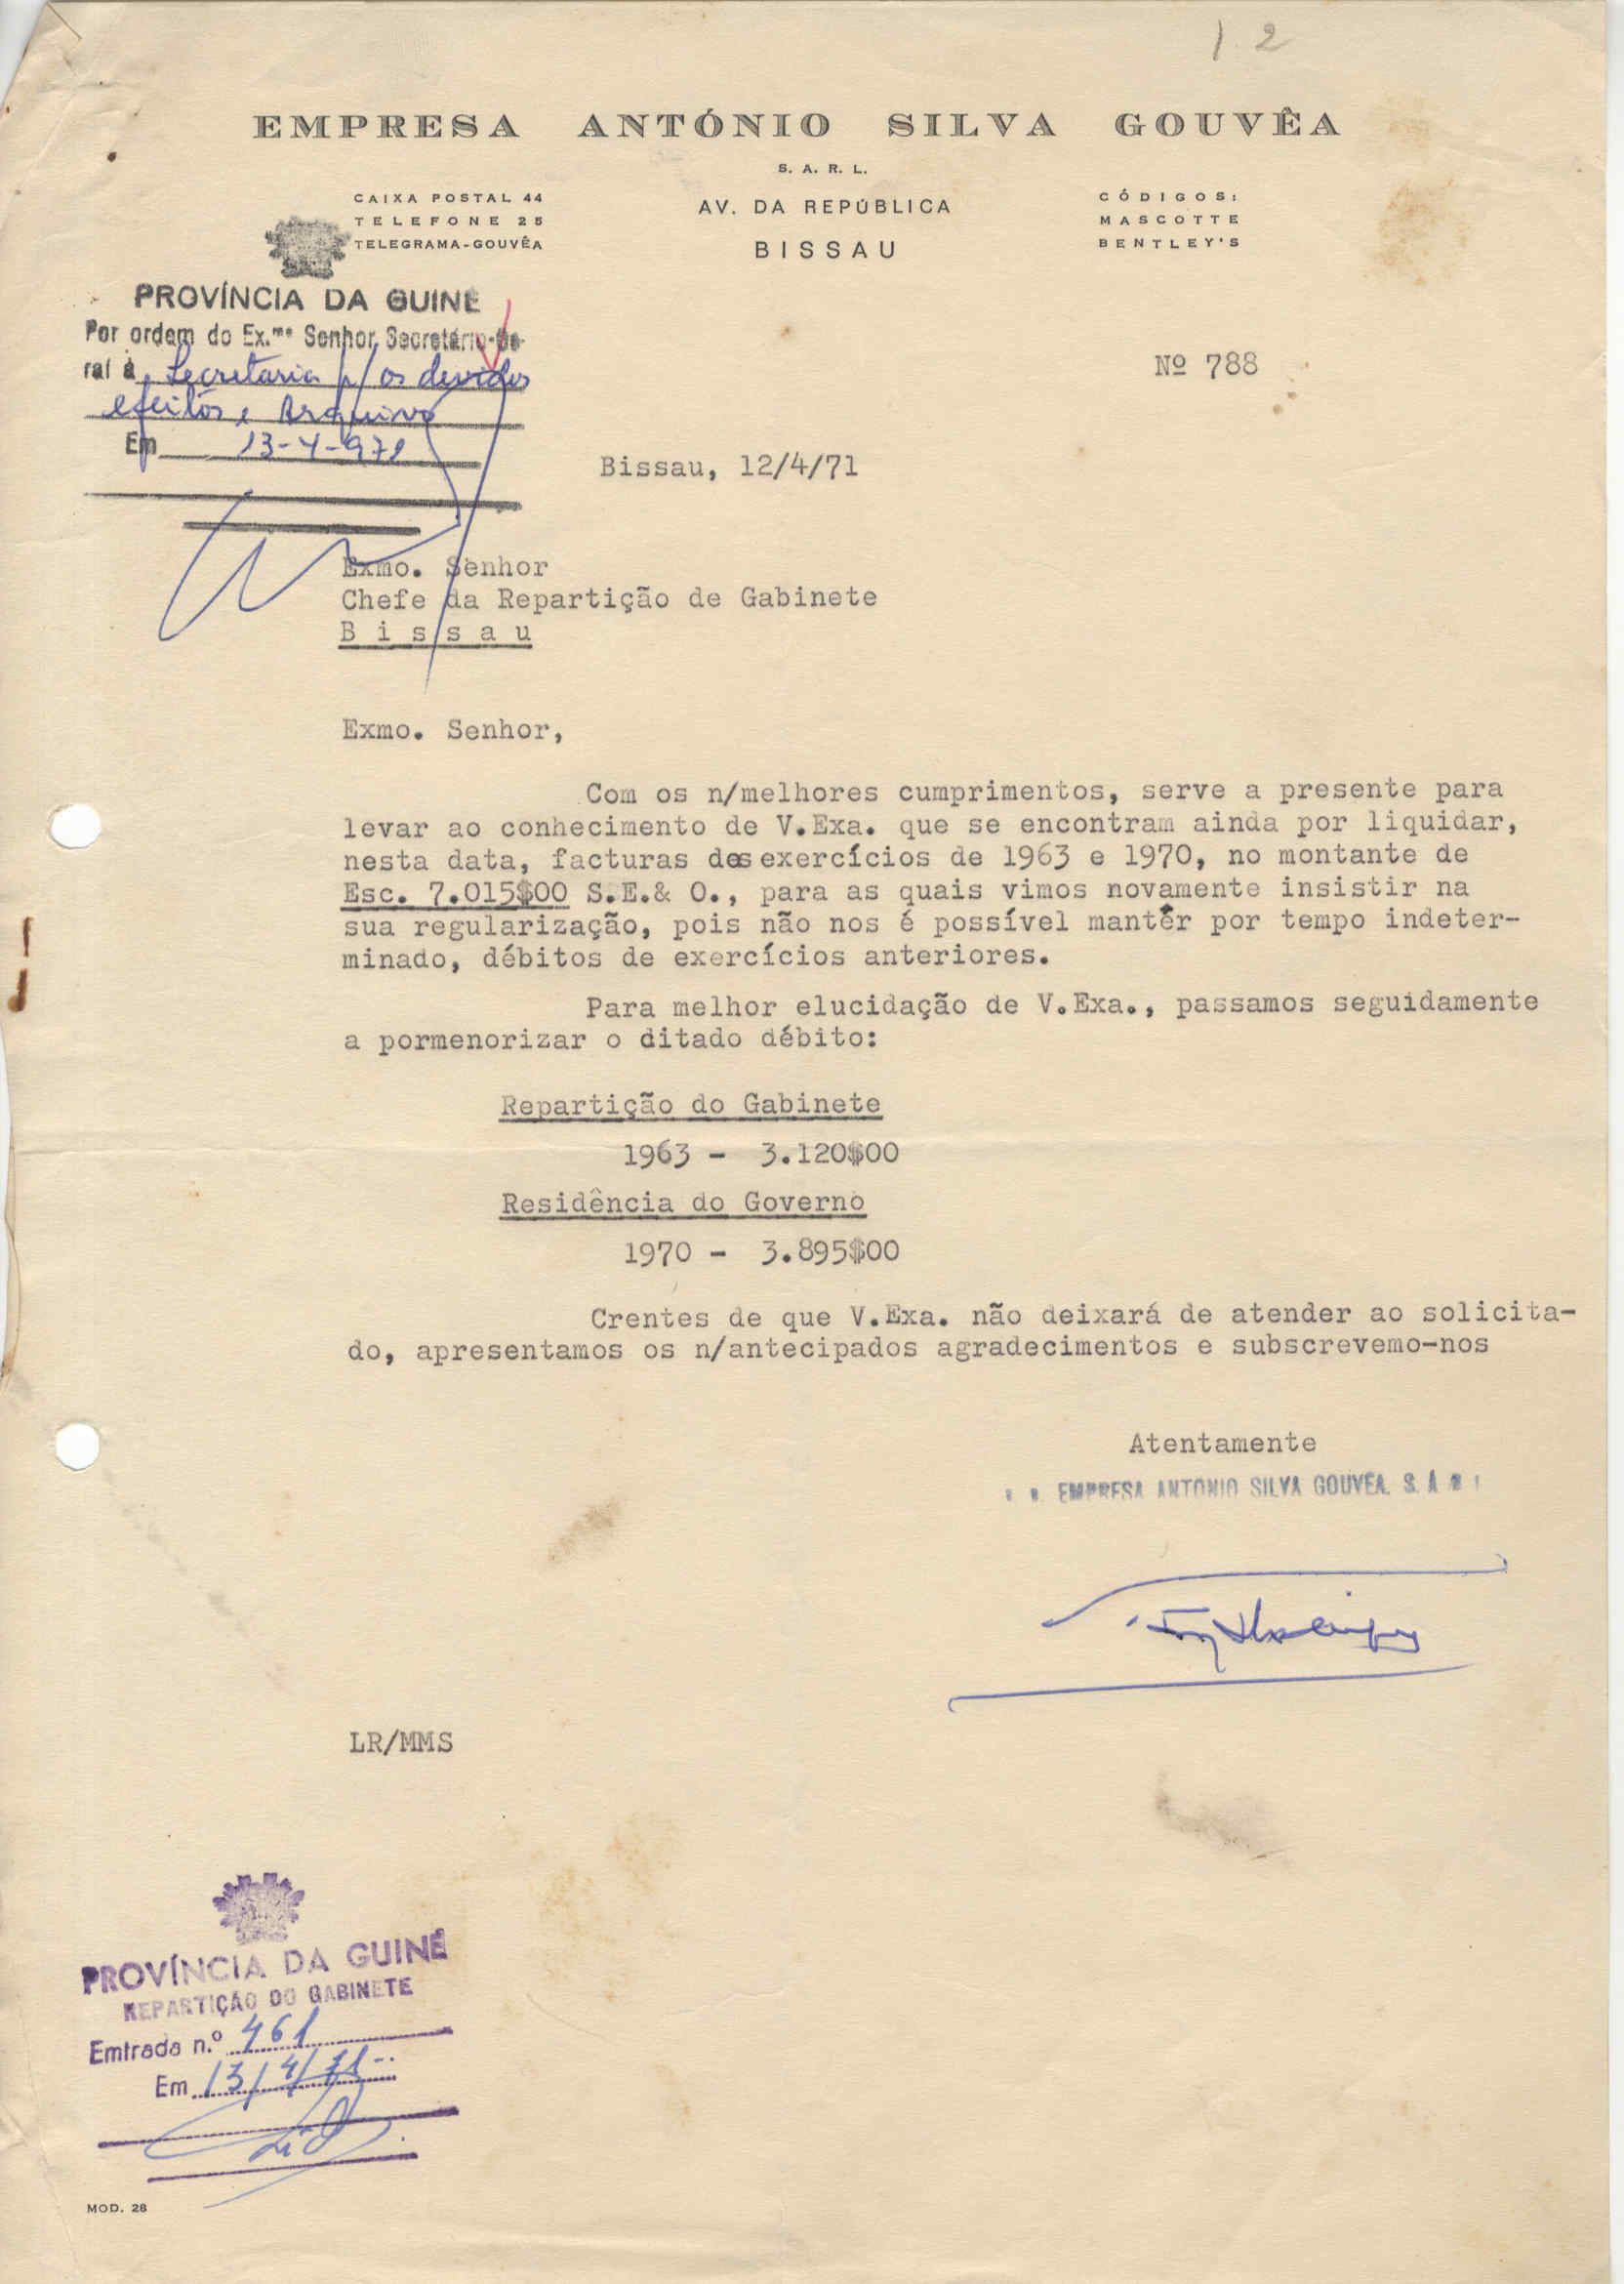 1.2
EMPRESA ANTÓNIO SILVA GOUVÊA
S. A. R. L.
CAIXA POSTAL 44
TELEFONE 25
TELEGRAMA-GOUVÊA
AV. DA REPÚBLICA
BISSAU
CÓDIGOS:
MASCOTTE
BENTLEY'S
PROVÍNCIA DA GUINÉ
Por ordem do Ex.mo Senhor Secretário-Ge-
ral à Secretaria p/ os devidos
efeitos e Arquivo
Em 13-4-971
Nº 788
Bissau, 12/4/71
Exmo. Senhor
Chefe da Repartição de Gabinete
B i s s a u
Exmo. Senhor,
Com os n/melhores cumprimentos, serve a presente para
levar ao conhecimento de V.Exa. que se encontram ainda por liquidar,
nesta data, facturas dos exercícios de 1963 e 1970, no montante de
Esc. 7.015$00 S.E.& O., para as quais vimos novamente insistir na
sua regularização, pois não nos é possível mantêr por tempo indeter-
minado, débitos de exercícios anteriores.
Para melhor elucidação de V.Exa., passamos seguidamente
a pormenorizar o ditado débito:
Repartição do Gabinete
1963 - 3.120$00
Residência do Governo
1970 - 3.895$00
Crentes de que V.Exa. não deixará de atender ao solicita-
do, apresentamos os n/antecipados agradecimentos e subscrevemo-nos
Atentamente
EMPRESA ANTONIO SILVA GOUVÊA. S. A.
LR/MMS
PROVÍNCIA DA GUINÉ
REPARTIÇÃO DO GABINETE
Emtrada n.º 461
Em 13/4/71
MOD. 28